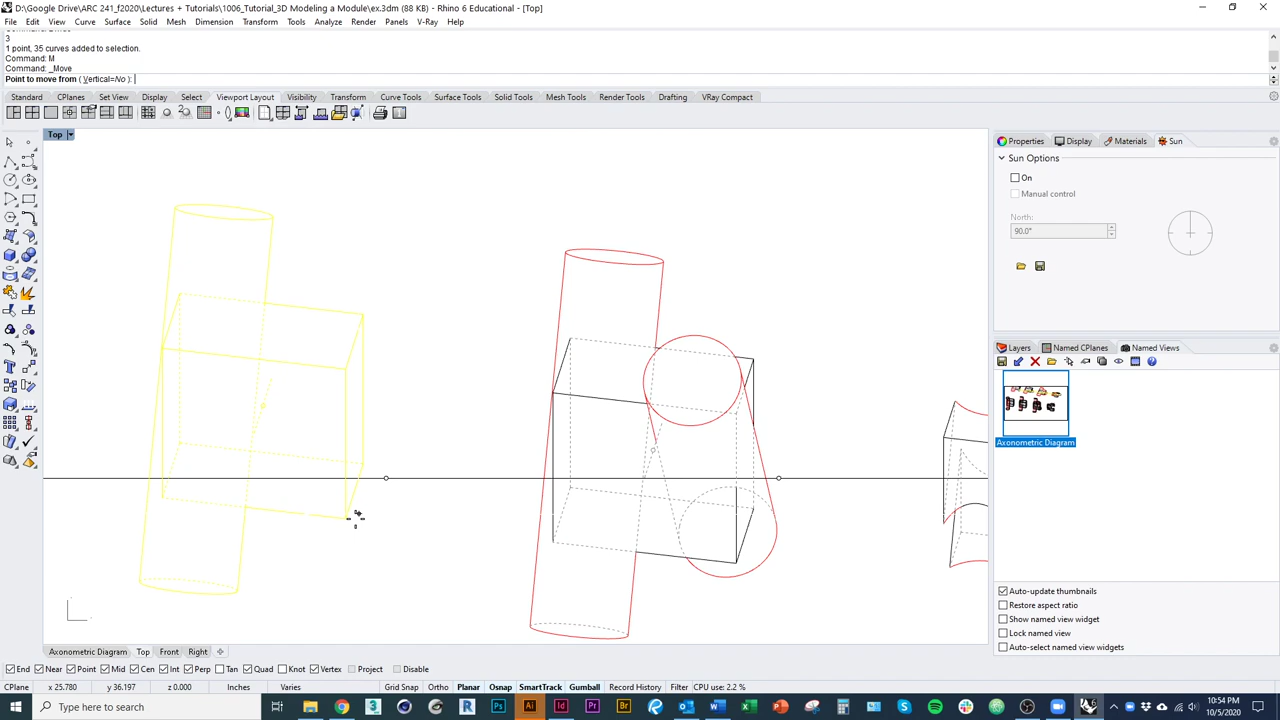 D:\Google Drive\ARC 241_f2020\Lectures + Tutorials\1006_Tutorial_3D Modeling a Module\ex.3dm (88 KB) - Rhino 6 Educational - [Top]
File Edit View Curve Surface Solid Mesh Dimension Transform Tools Analyze Render Panels V-Ray Help
3
1 point, 35 curves added to selection.
Command: M
Command: _Move
Point to move from ( Vertical=No ):
Standard CPlanes Set View Display Select Viewport Layout Visibility Transform Curve Tools Surface Tools Solid Tools Mesh Tools Render Tools Drafting VRay Compact
Top
Properties Display Materials Sun
Sun Options
On
Manual control
North:
90.0°
Layers Named CPlanes Named Views
Axonometric Diagram
Auto-update thumbnails
Restore aspect ratio
Show named view widget
Lock named view
Auto-select named view widgets
Axonometric Diagram Top Front Right
End Near Point Mid Cen Int Perp Tan Quad Knot Vertex Project Disable
CPlane x 25.780 y 36.197 z 0.000 Inches Varies Grid Snap Ortho Planar Osnap SmartTrack Gumball Record History Filter CPU use: 2.2 %
Type here to search
10:54 PM
10/5/2020